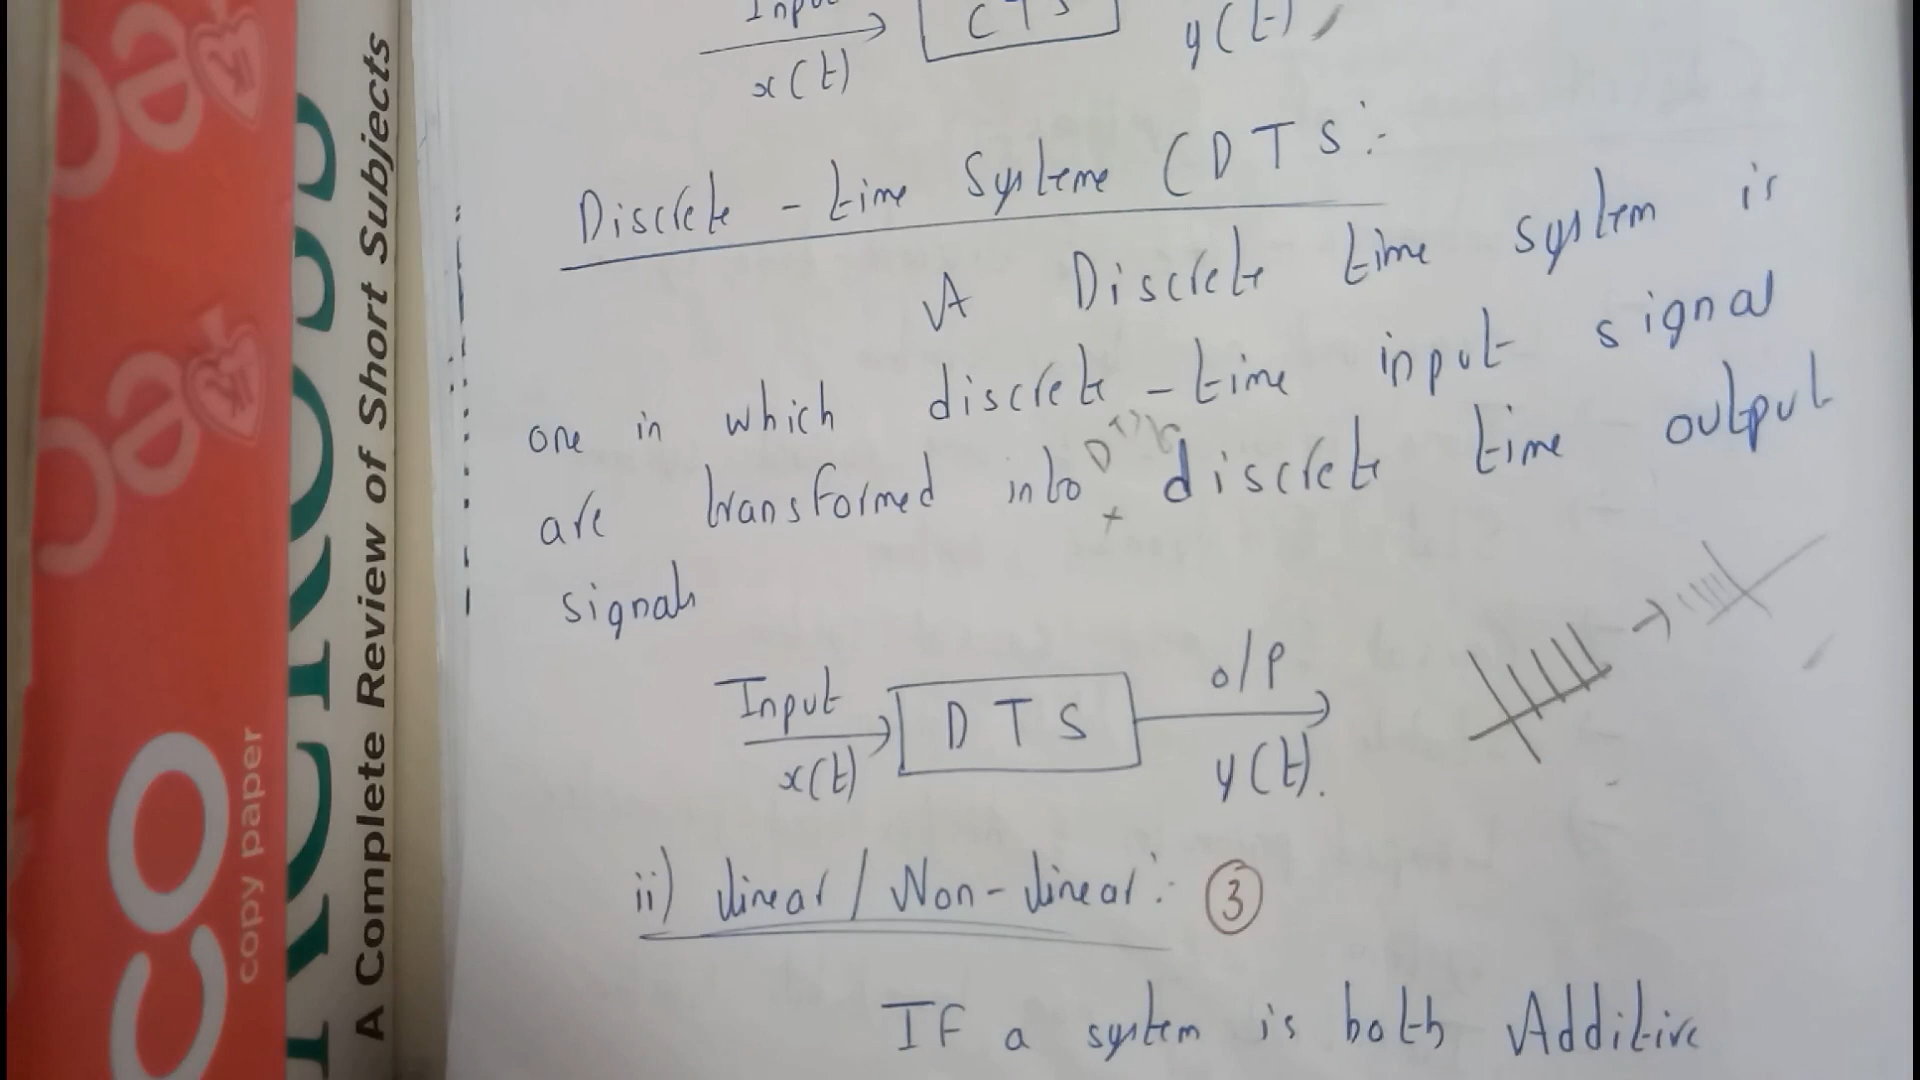 Input
CTS
x(t)
y(t)
Discrete - time Systeme (DTS:-
A Discrete time system is
one in which discrete - time input signal
are transformed into discrete time output
signals
Input
o/p
DTS
x(t)
y(t).
ii) Linear / Non - Linear: 3
IF a system is both Additive
ACROSS
A Complete Review of Short Subjects
copy paper
CO